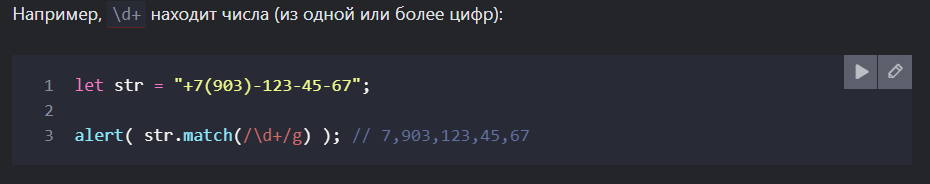 Например, \d+ находит числа (из одной или более цифр):
1 let str = "+7(903)-123-45-67";
2
3 alert( str.match(/\d+/g) ); // 7,903,123,45,67